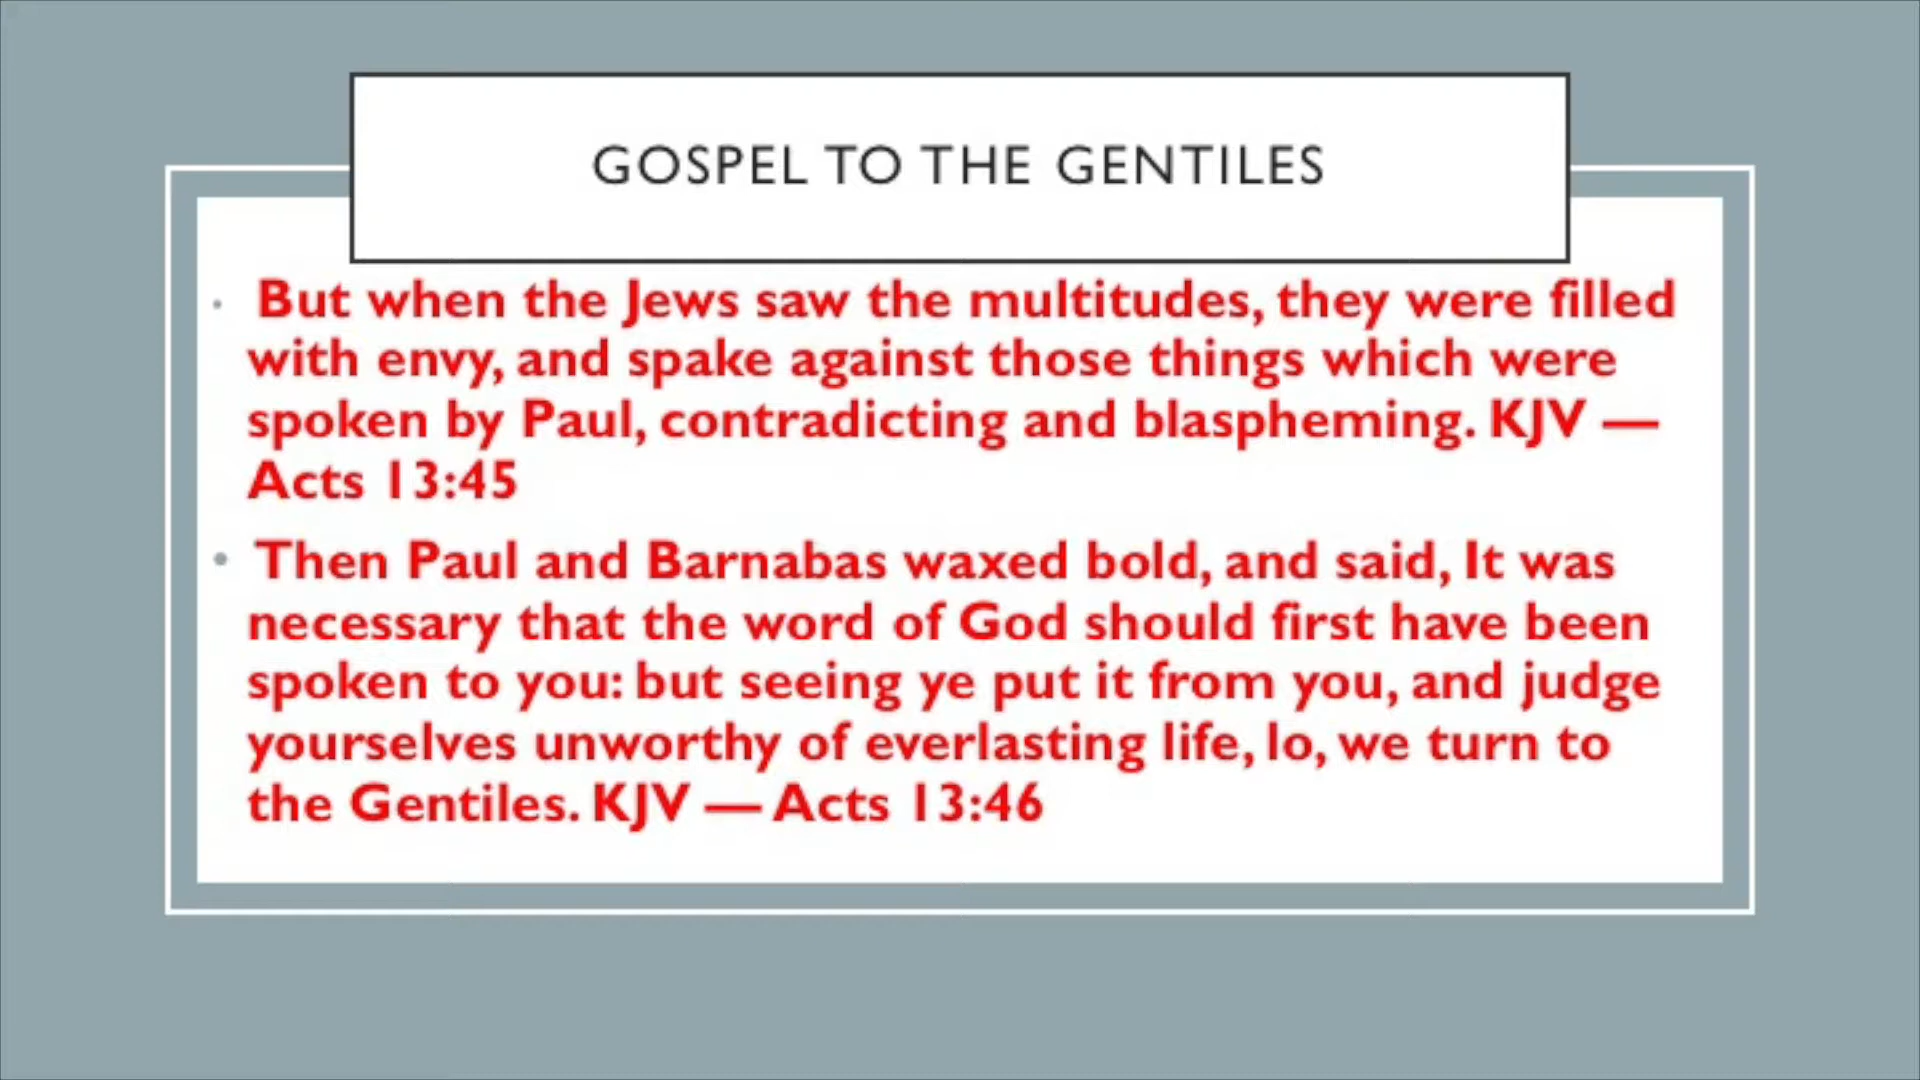 GOSPEL TO THE GENTILES
• But when the Jews saw the multitudes, they were filled
with envy, and spake against those things which were
spoken by Paul, contradicting and blaspheming. KJV —
Acts 13:45
• Then Paul and Barnabas waxed bold, and said, It was
necessary that the word of God should first have been
spoken to you: but seeing ye put it from you, and judge
yourselves unworthy of everlasting life, lo, we turn to
the Gentiles. KJV — Acts 13:46